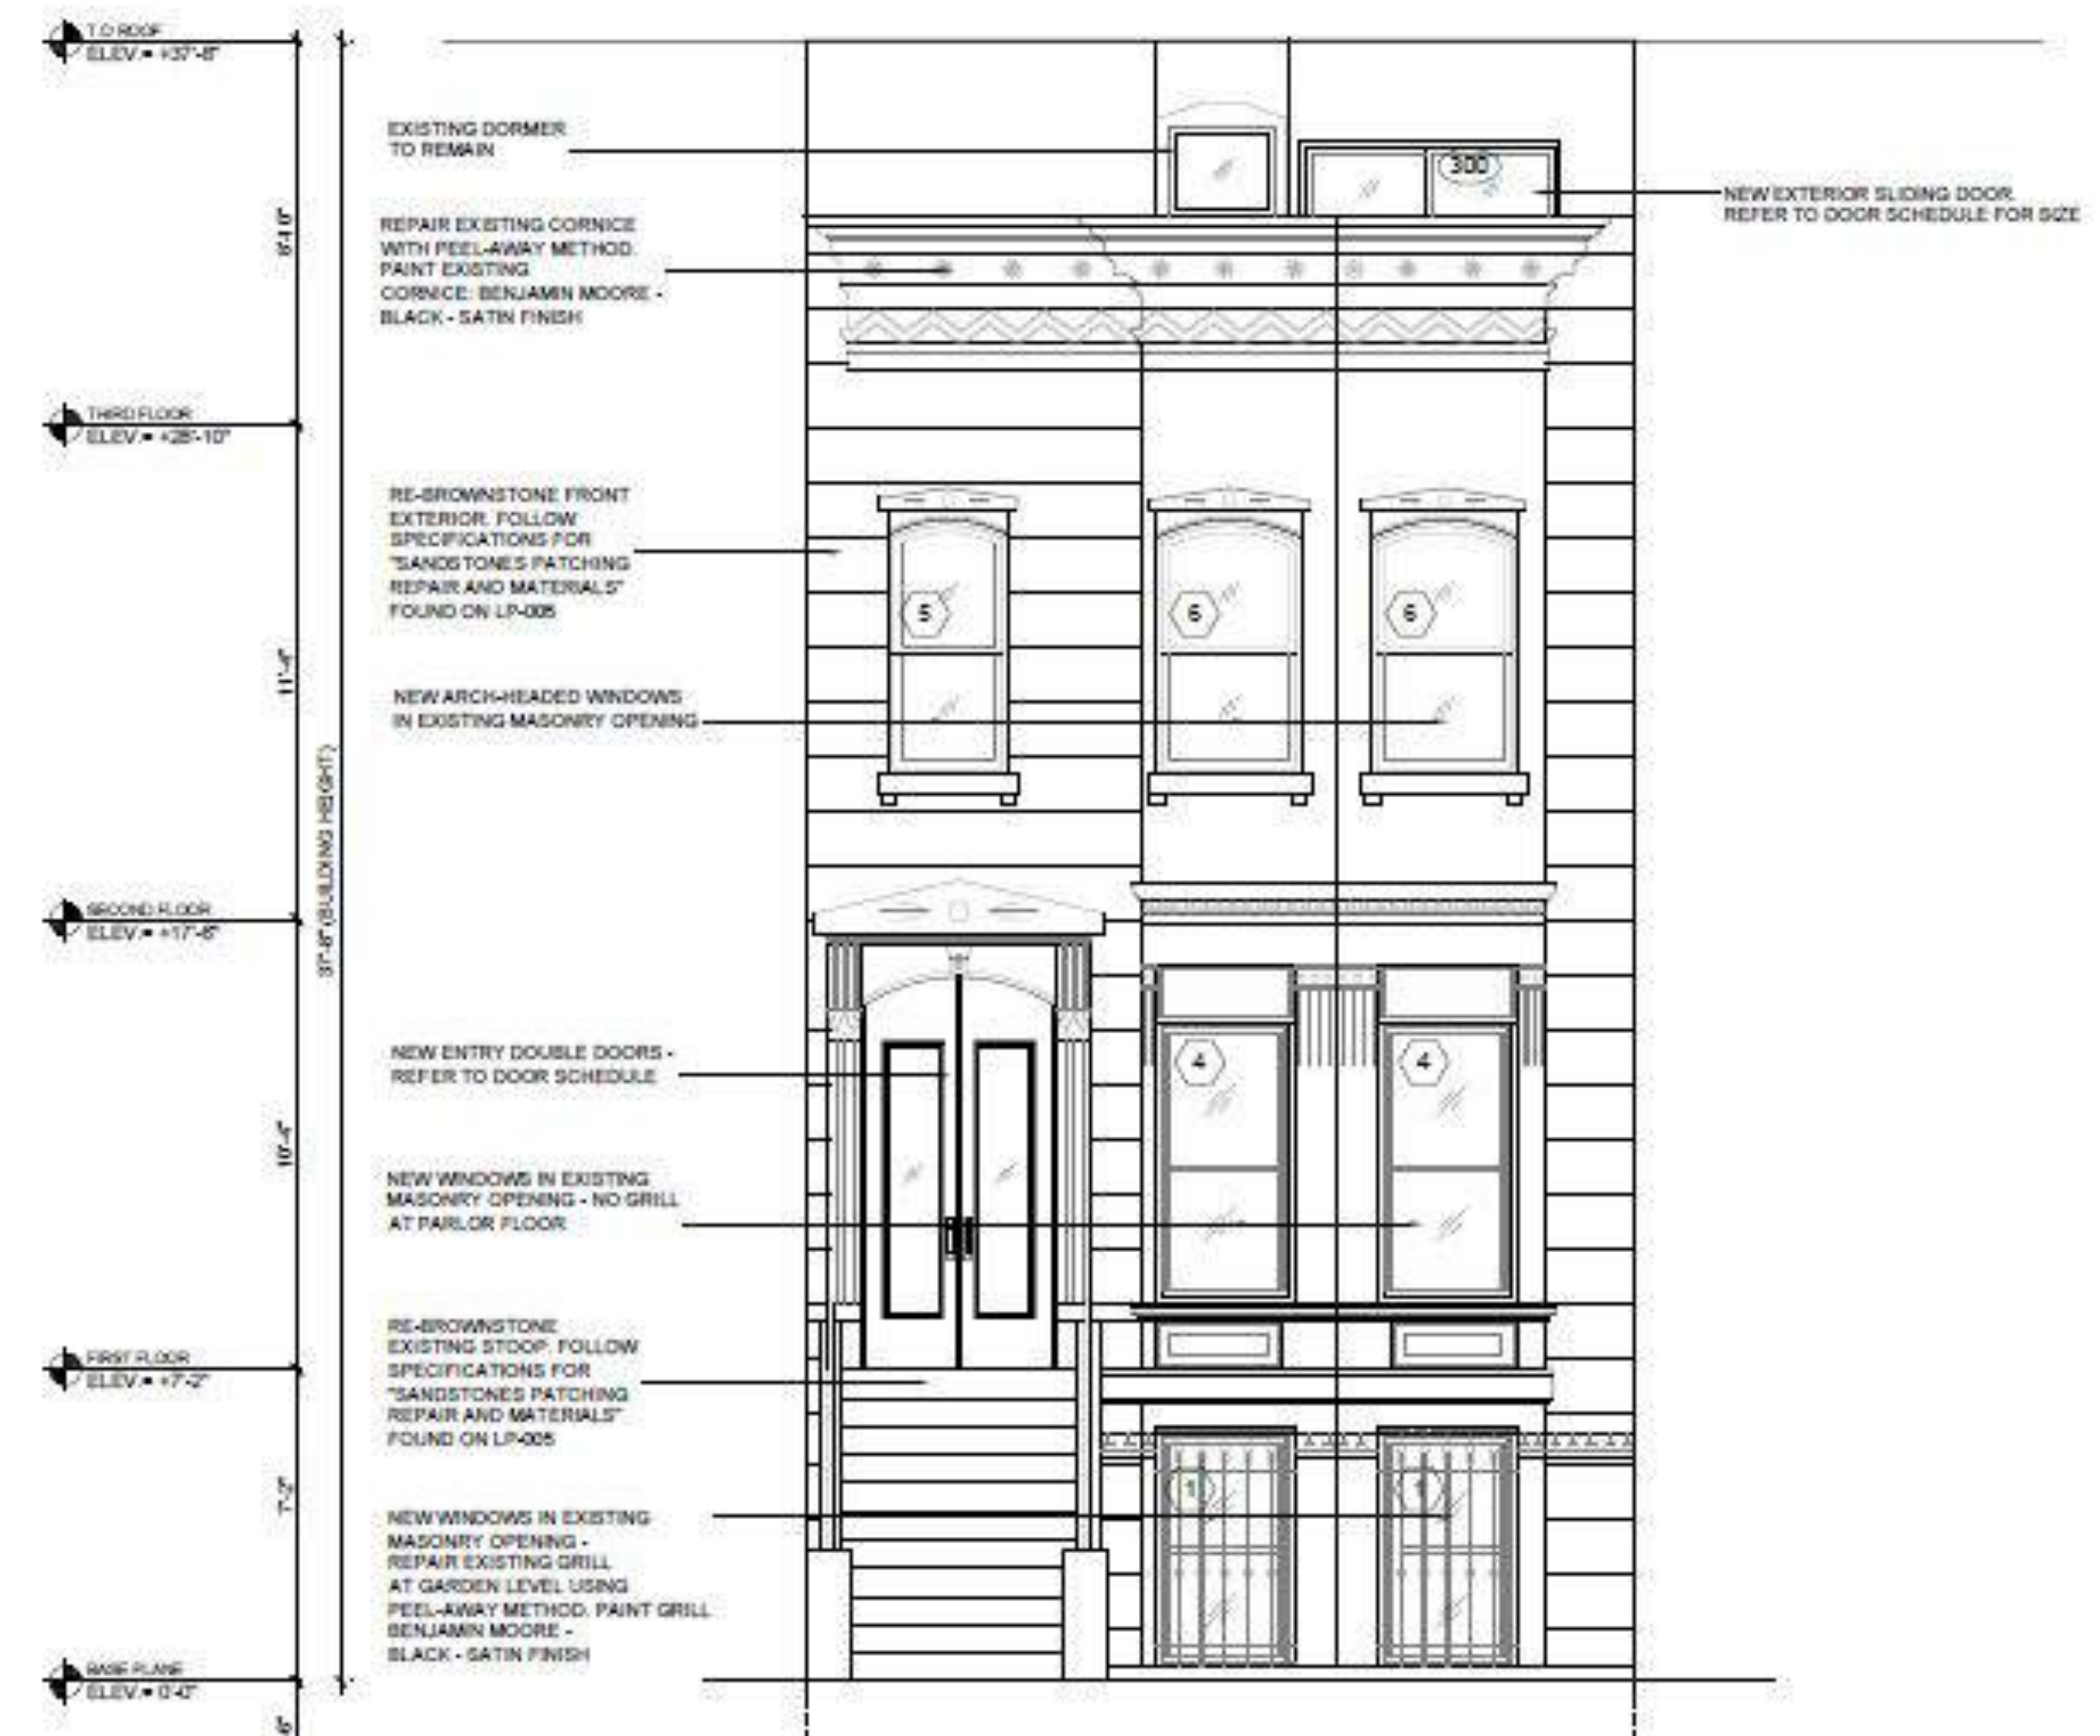 T.O ROOF
ELEV.= +37'-8"
EXISTING DORMER
TO REMAIN
300
NEW EXTERIOR SLIDING DOOR.
REFER TO DOOR SCHEDULE FOR SIZE
8'-10"
REPAIR EXISTING CORNICE
WITH PEEL-AWAY METHOD.
PAINT EXISTING
CORNICE: BENJAMIN MOORE -
BLACK - SATIN FINISH
THIRD FLOOR
ELEV.= +28'-10"
RE-BROWNSTONE FRONT
EXTERIOR. FOLLOW
SPECIFICATIONS FOR
"SANDSTONES PATCHING
REPAIR AND MATERIALS"
FOUND ON LP-005
5
6
6
11'-4"
NEW ARCH-HEADED WINDOWS
IN EXISTING MASONRY OPENING
37'-8" (BUILDING HEIGHT)
SECOND FLOOR
ELEV.= +17'-6"
NEW ENTRY DOUBLE DOORS -
REFER TO DOOR SCHEDULE
4
4
10'-4"
NEW WINDOWS IN EXISTING
MASONRY OPENING - NO GRILL
AT PARLOR FLOOR
RE-BROWNSTONE
EXISTING STOOP. FOLLOW
SPECIFICATIONS FOR
"SANDSTONES PATCHING
REPAIR AND MATERIALS"
FOUND ON LP-005
FIRST FLOOR
ELEV.= +7'-2"
1
1
7'-2"
NEW WINDOWS IN EXISTING
MASONRY OPENING -
REPAIR EXISTING GRILL
AT GARDEN LEVEL USING
PEEL-AWAY METHOD. PAINT GRILL
BENJAMIN MOORE -
BLACK - SATIN FINISH
BASE PLANE
ELEV.= 0'-0"
6"